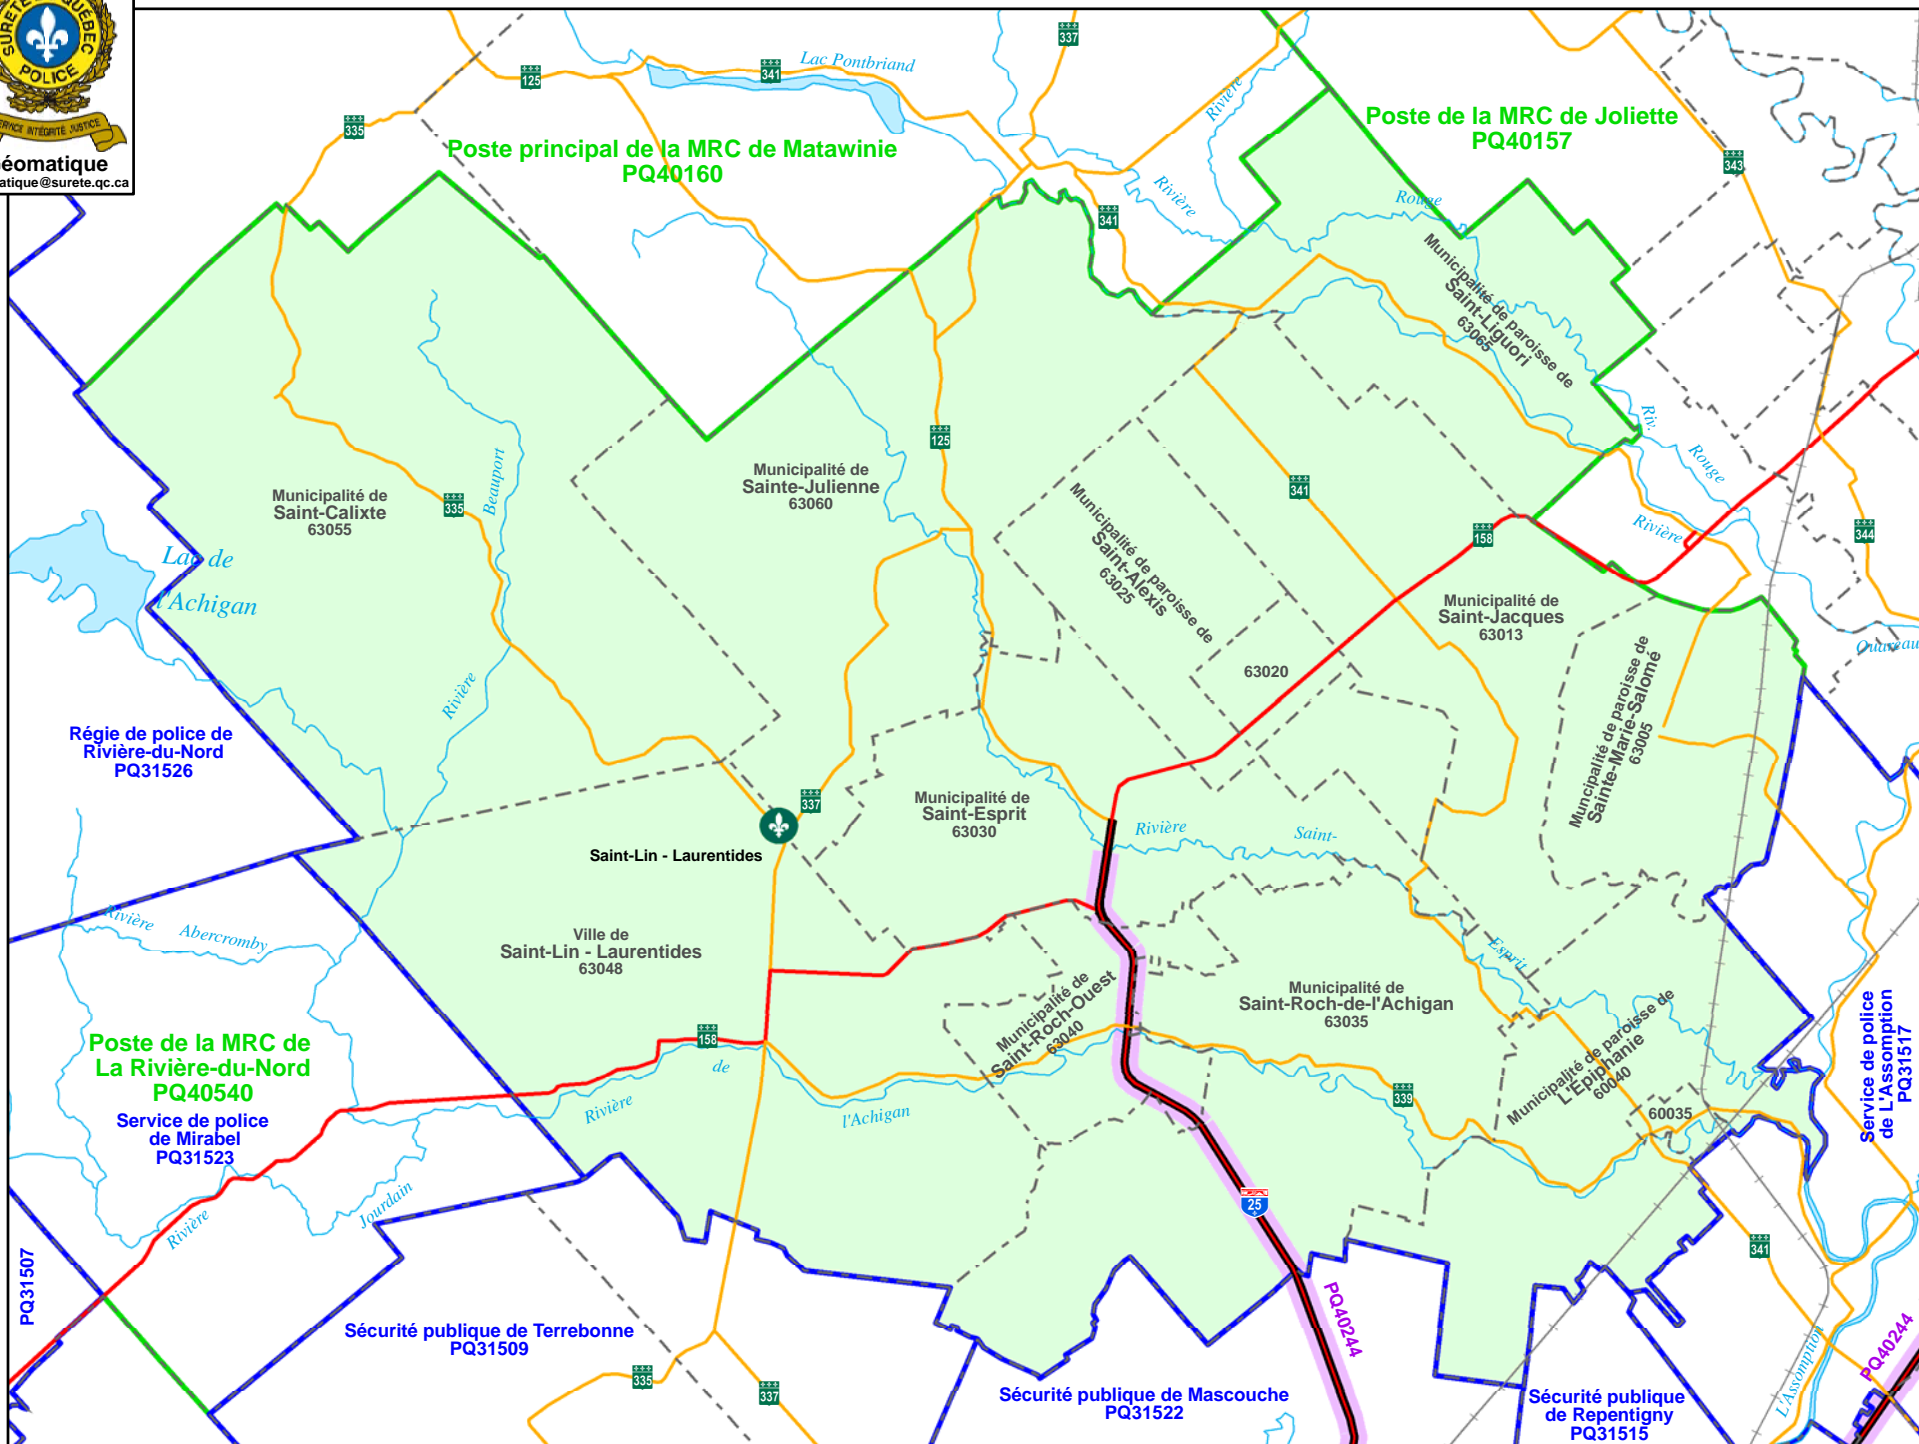 SURETÉ DU QUÉBEC
POLICE
SERVICE INTÉGRITÉ JUSTICE
éomatique
atique@surete.qc.ca
125
341
Lac Pontbriand
337
335
Poste principal de la MRC de Matawinie
PQ40160
Rivière
Rivière
341
Poste de la MRC de Joliette
PQ40157
343
Rouge
Municipalité de paroisse de
Saint-Liguori
63065
Riv.
Rouge
Rivière
344
Ouareau
125
Municipalité de
Sainte-Julienne
63060
Municipalité de
Saint-Calixte
63055
335
Beauport
Rivière
Lac de
l'Achigan
Municipalité de paroisse de
Saint-Alexis
63025
341
158
Municipalité de
Saint-Jacques
63013
63020
Muncipalité de paroisse de
Sainte-Marie-Salomé
63005
Régie de police de
Rivière-du-Nord
PQ31526
337
Saint-Lin - Laurentides
Municipalité de
Saint-Esprit
63030
Rivière
Saint-
Esprit
Rivière
Abercromby
Ville de
Saint-Lin - Laurentides
63048
Municipalité de
Saint-Roch-Ouest
63040
Municipalité de
Saint-Roch-de-l'Achigan
63035
Municipalité de paroisse de
L'Epiphanie
60040
60035
Service de police
de L'Assomption
PQ31517
Poste de la MRC de
La Rivière-du-Nord
PQ40540
Service de police
de Mirabel
PQ31523
158
Rivière
de
l'Achigan
339
Jourdain
Rivière
25
341
PQ31507
PQ40244
PQ40244
L'Assomption
Sécurité publique de Terrebonne
PQ31509
335
337
Sécurité publique de Mascouche
PQ31522
Sécurité publique
de Repentigny
PQ31515